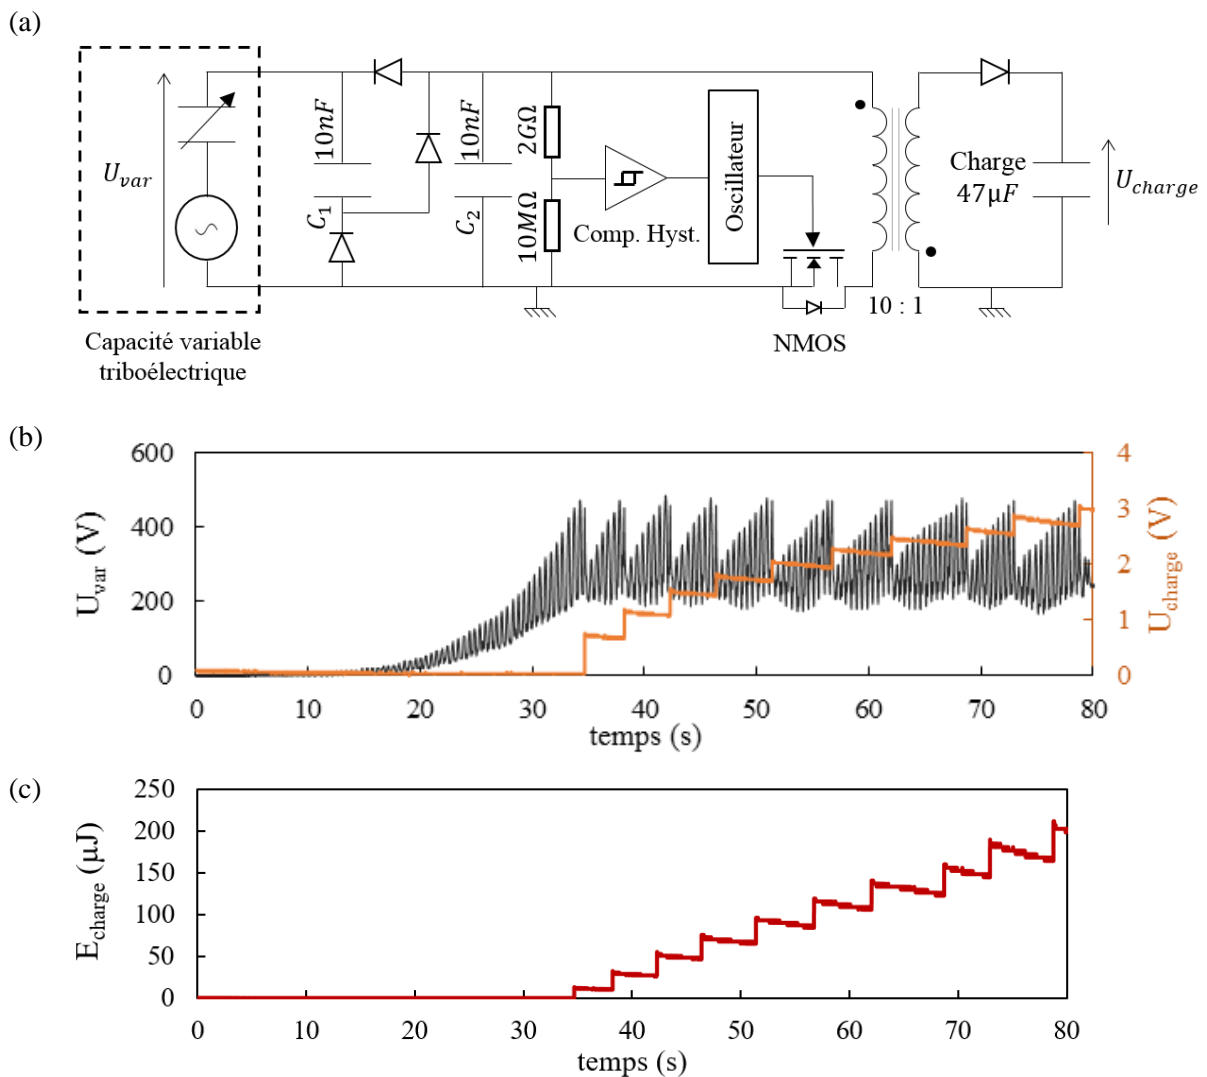 (a)
U_var
10nF
C_1
10nF
C_2
2GΩ
10MΩ
Comp. Hyst.
Oscillateur
NMOS
10 : 1
Charge
47µF
U_charge
Capacité variable
triboélectrique
(b)
600
400
200
0
U_var (V)
4
3
2
1
0
U_charge (V)
0 10 20 30 40 50 60 70 80
temps (s)
(c)
250
200
150
100
50
0
E_charge (µJ)
0 10 20 30 40 50 60 70 80
temps (s)